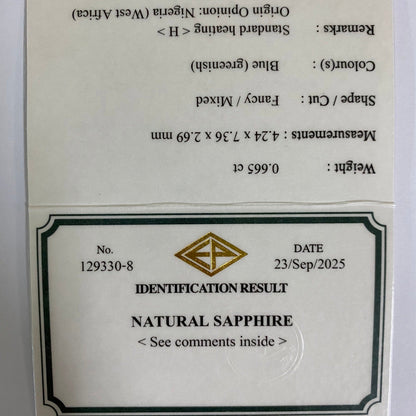 Weight : 0.665 ct
Measurements : 4.24 x 7.36 x 2.69 mm
Shape / Cut : Fancy / Mixed
Colour(s) : Blue (greenish)
Remarks : Standard heating < H >
Origin Opinion: Nigeria (West Africa)
No. DATE
129330-8 23/Sep/2025
IDENTIFICATION RESULT
NATURAL SAPPHIRE
< See comments inside >